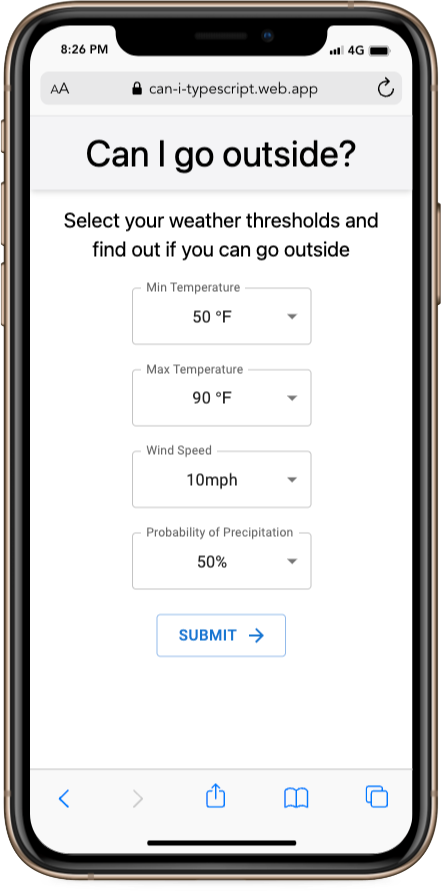 8:26 PM
4G
AA
can-i-typescript.web.app
Can I go outside?
Select your weather thresholds and
find out if you can go outside
Min Temperature
50 °F
Max Temperature
90 °F
Wind Speed
10mph
Probability of Precipitation
50%
SUBMIT